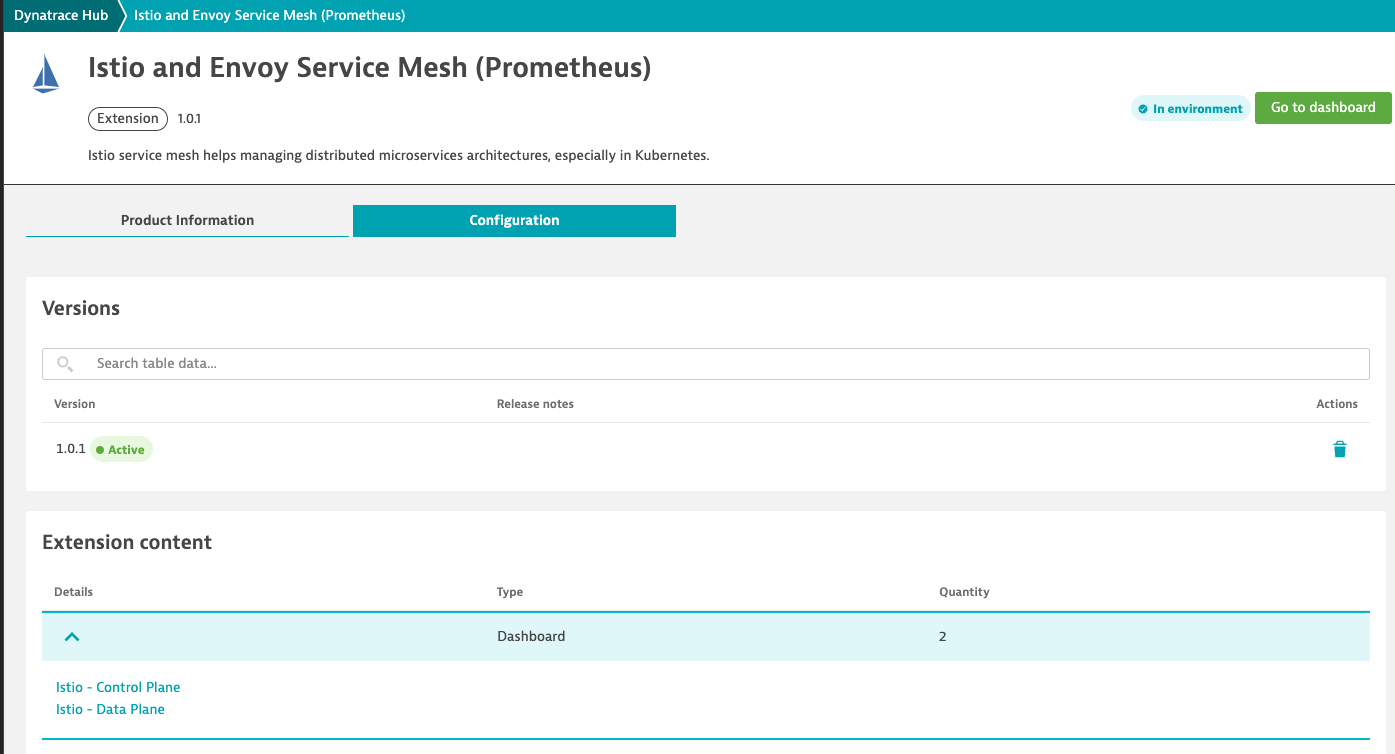 Dynatrace Hub
Istio and Envoy Service Mesh (Prometheus)
Istio and Envoy Service Mesh (Prometheus)
Extension 1.0.1
In environment
Go to dashboard
Istio service mesh helps managing distributed microservices architectures, especially in Kubernetes.
Product Information
Configuration
Versions
Search table data...
Version Release notes Actions
1.0.1 Active
Extension content
Details Type Quantity
Dashboard 2
Istio - Control Plane
Istio - Data Plane